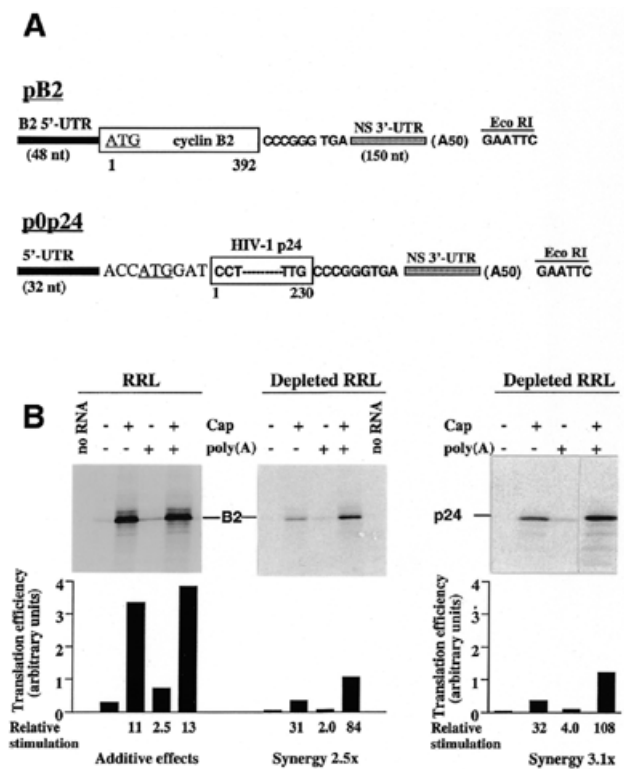 A
pB2
B2 5'-UTR
(48 nt)
ATG cyclin B2
1 392
CCCGGG TGA
NS 3'-UTR
(150 nt)
(A50)
Eco RI
GAATTC
p0p24
5'-UTR
(32 nt)
ACCATGGAT
HIV-1 p24
CCT---------TTG
1 230
CCCGGGTGA
NS 3'-UTR
(A50)
Eco RI
GAATTC
B
RRL Depleted RRL Depleted RRL
no RNA - + - + Cap - + - + no RNA Cap - + - +
- - + + poly(A) - - + + poly(A) - - + +
B2 p24
Translation efficiency
(arbitrary units)
4
3
2
1
0
4
3
2
1
0
Translation efficiency
(arbitrary units)
4
3
2
1
0
Relative stimulation 11 2.5 13 31 2.0 84 Relative stimulation 32 4.0 108
Additive effects Synergy 2.5x Synergy 3.1x